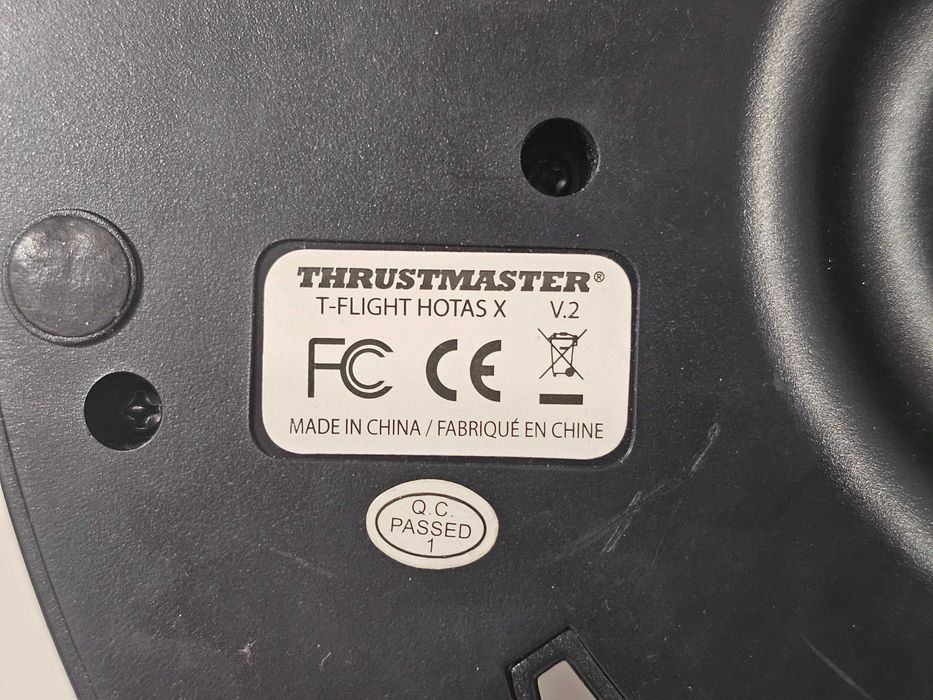 THRUSTMASTER®
T-FLIGHT HOTAS X V.2
FC CE
MADE IN CHINA / FABRIQUÉ EN CHINE
Q.C.
PASSED
1